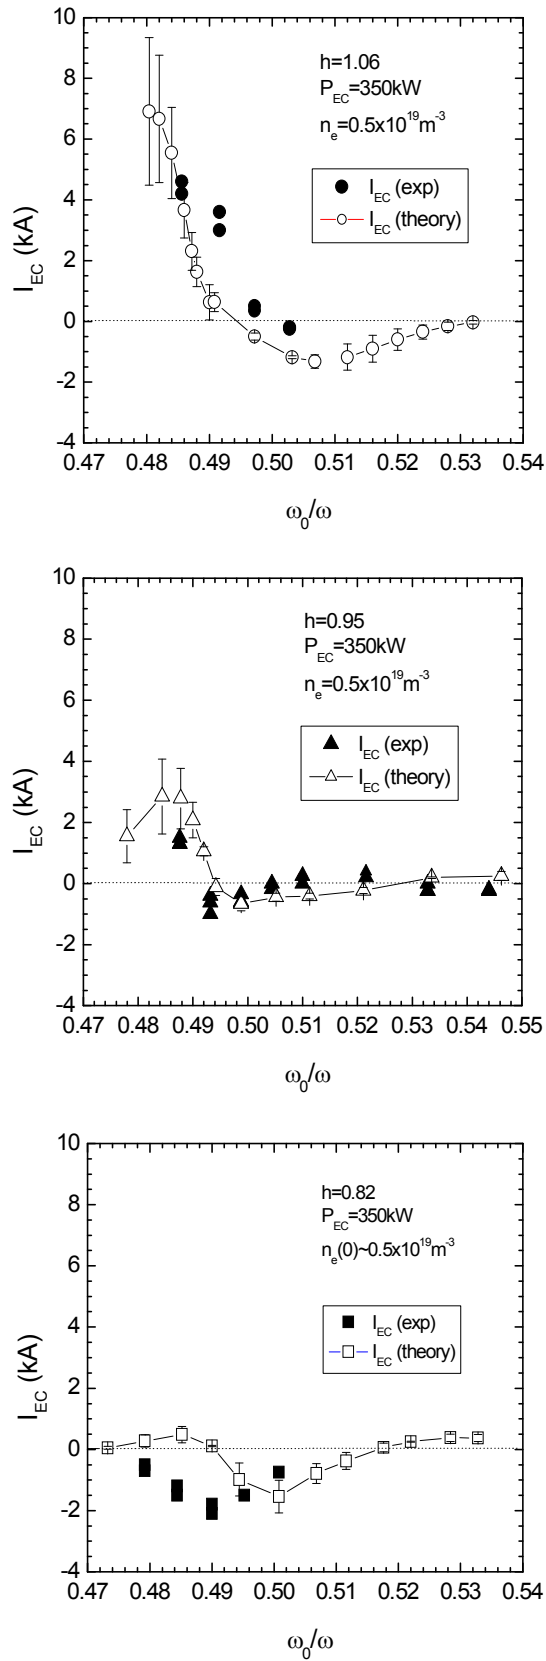 10
8
6
4
2
0
-2
-4
I_EC (kA)
h=1.06
P_EC=350kW
n_e=0.5x10^19m^-3
I_EC (exp)
I_EC (theory)
0.47 0.48 0.49 0.50 0.51 0.52 0.53 0.54
ω_0/ω
10
8
6
4
2
0
-2
-4
I_EC (kA)
h=0.95
P_EC=350kW
n_e=0.5x10^19m^-3
I_EC (exp)
I_EC (theory)
0.47 0.48 0.49 0.50 0.51 0.52 0.53 0.54 0.55
ω_0/ω
10
8
6
4
2
0
-2
-4
I_EC (kA)
h=0.82
P_EC=350kW
n_e(0)~0.5x10^19m^-3
I_EC (exp)
I_EC (theory)
0.47 0.48 0.49 0.50 0.51 0.52 0.53 0.54
ω_0/ω